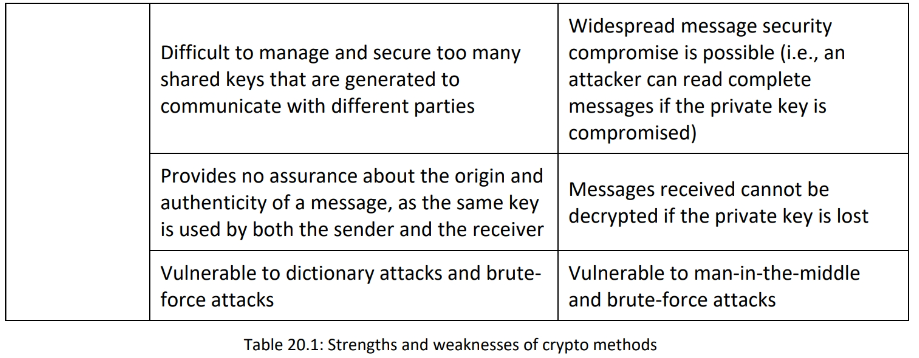 Difficult to manage and secure too many
shared keys that are generated to
communicate with different parties
Widespread message security
compromise is possible (i.e., an
attacker can read complete
messages if the private key is
compromised)
Provides no assurance about the origin and
authenticity of a message, as the same key
is used by both the sender and the receiver
Messages received cannot be
decrypted if the private key is lost
Vulnerable to dictionary attacks and brute-
force attacks
Vulnerable to man-in-the-middle
and brute-force attacks
Table 20.1: Strengths and weaknesses of crypto methods